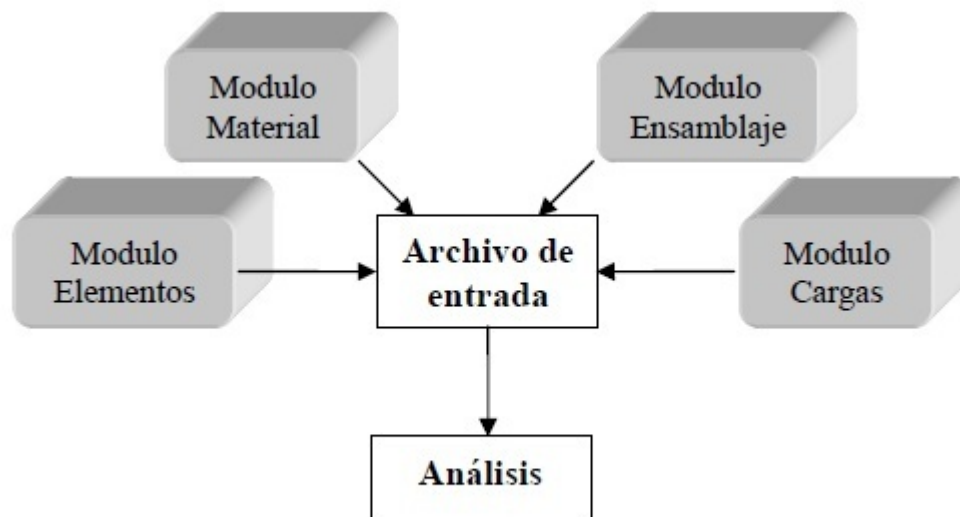 Modulo
Material
Modulo
Ensamblaje
Modulo
Elementos
Archivo de
entrada
Modulo
Cargas
Análisis